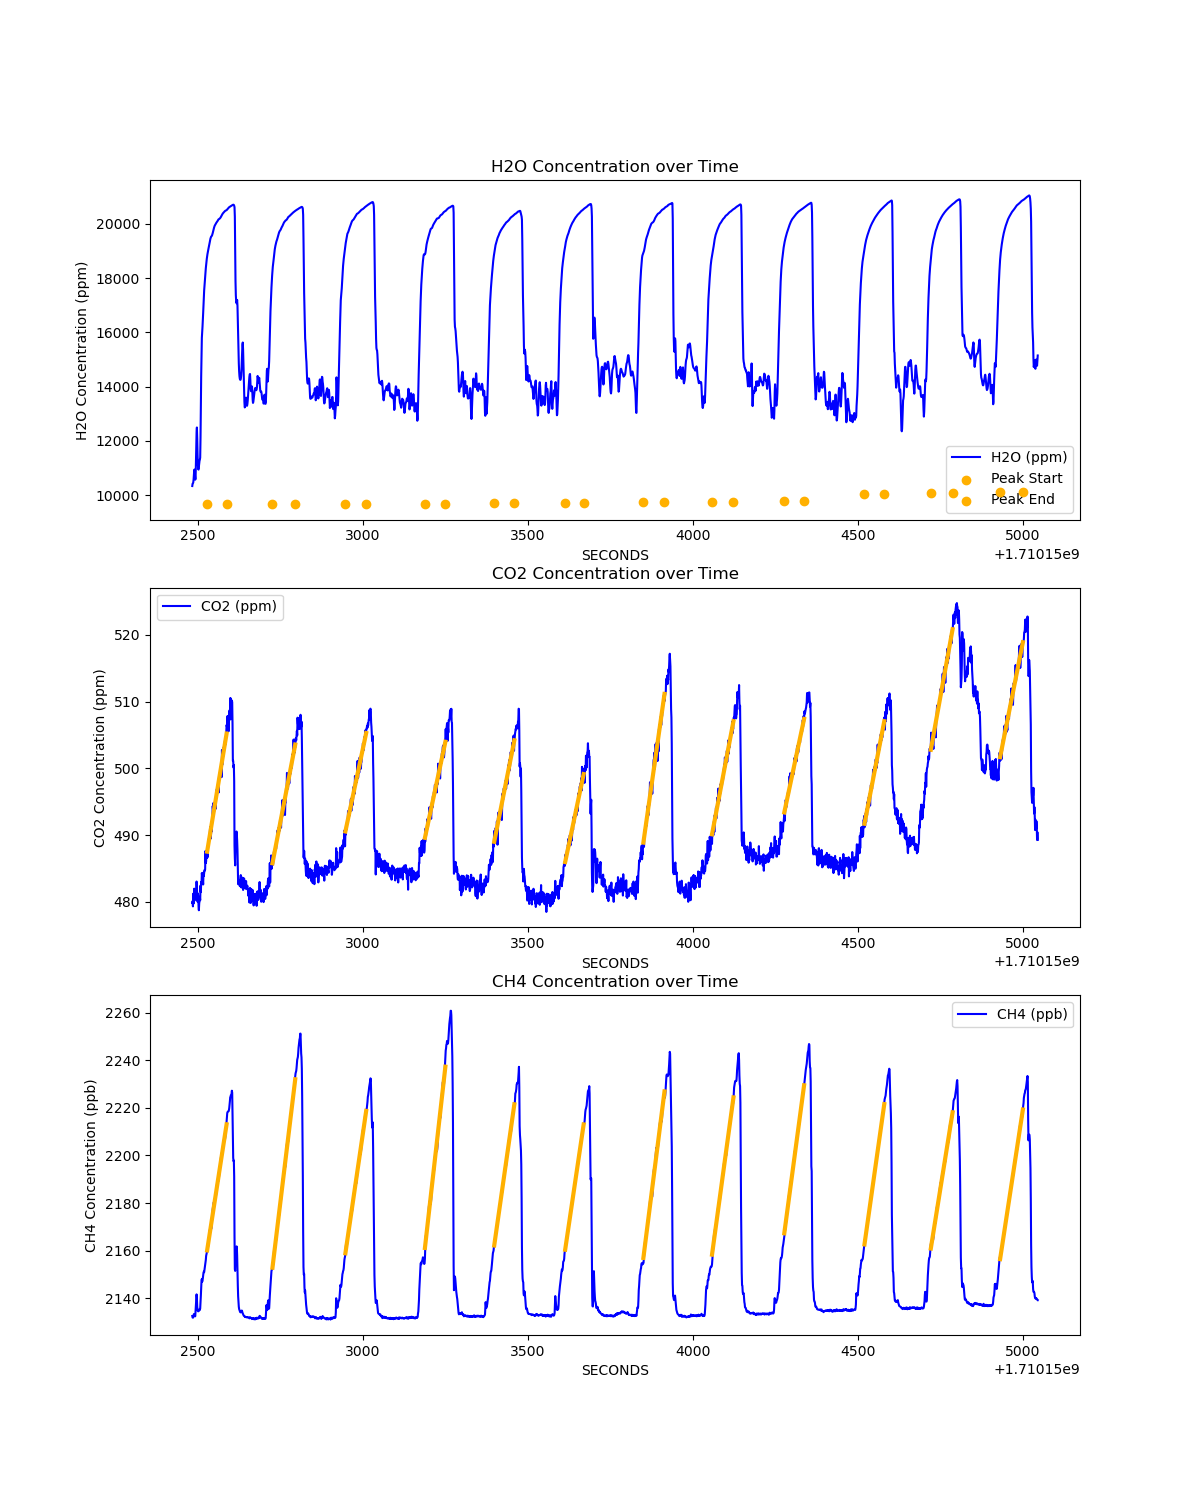 H2O Concentration over Time
H2O Concentration (ppm)
20000
18000
16000
14000
12000
10000
H2O (ppm)
Peak Start
Peak End
2500 3000 3500 4000 4500 5000
SECONDS
+1.71015e9
CO2 Concentration over Time
CO2 Concentration (ppm)
CO2 (ppm)
520
510
500
490
480
2500 3000 3500 4000 4500 5000
SECONDS
+1.71015e9
CH4 Concentration over Time
CH4 Concentration (ppb)
CH4 (ppb)
2260
2240
2220
2200
2180
2160
2140
2500 3000 3500 4000 4500 5000
SECONDS
+1.71015e9